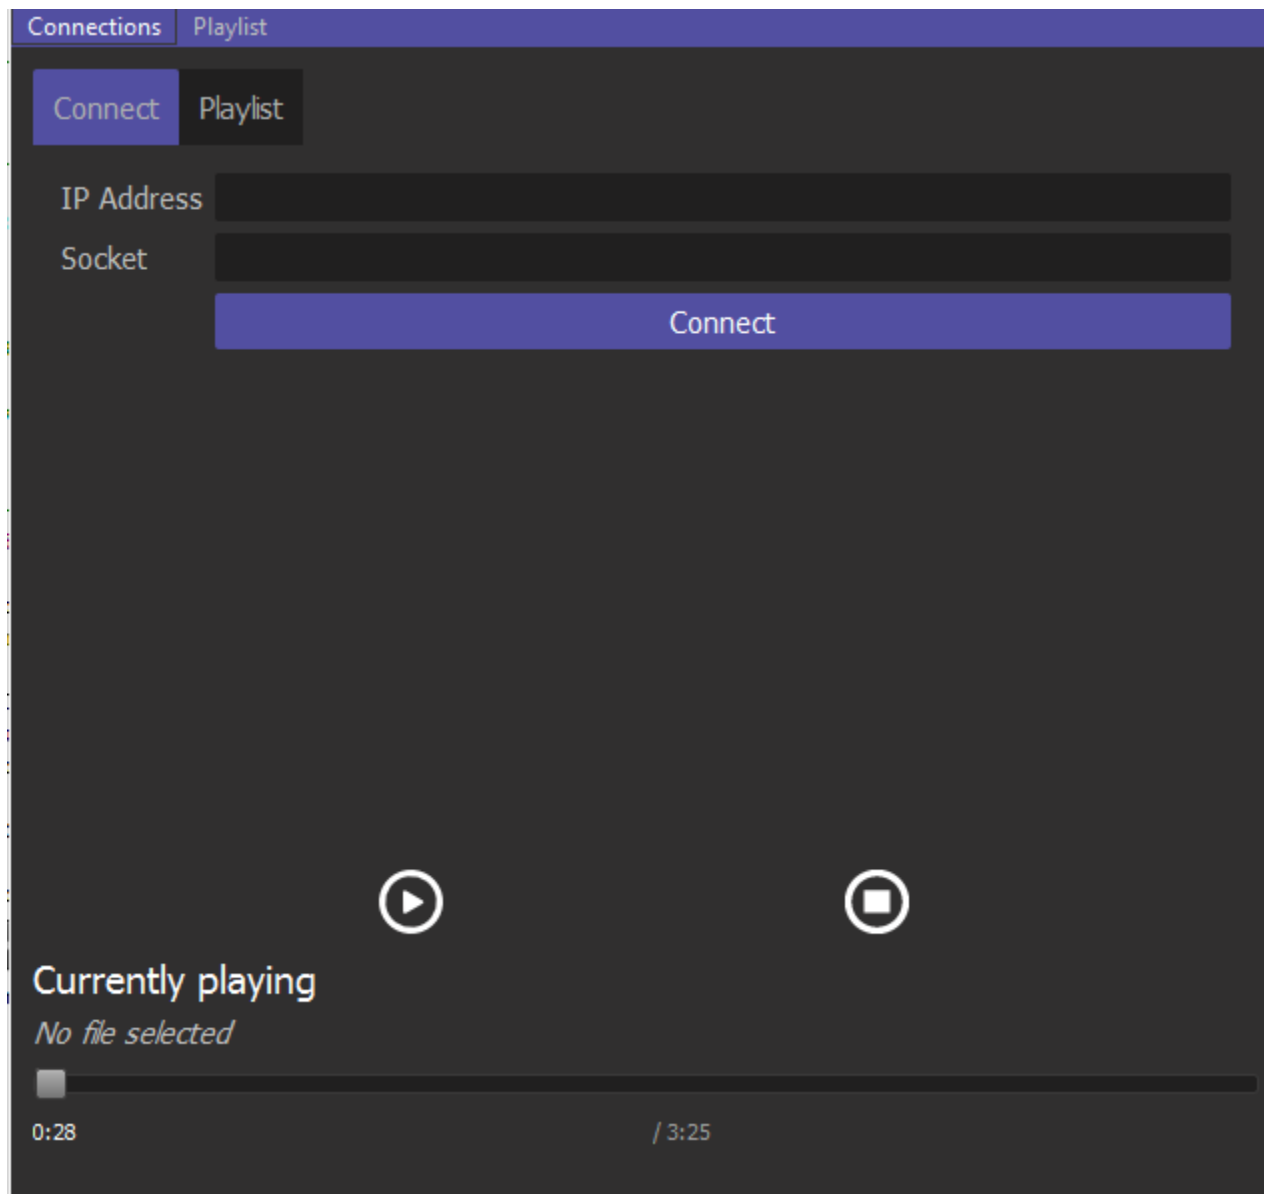 Connections Playlist
Connect Playlist
IP Address
Socket
Connect
Currently playing
No file selected
0:28 / 3:25